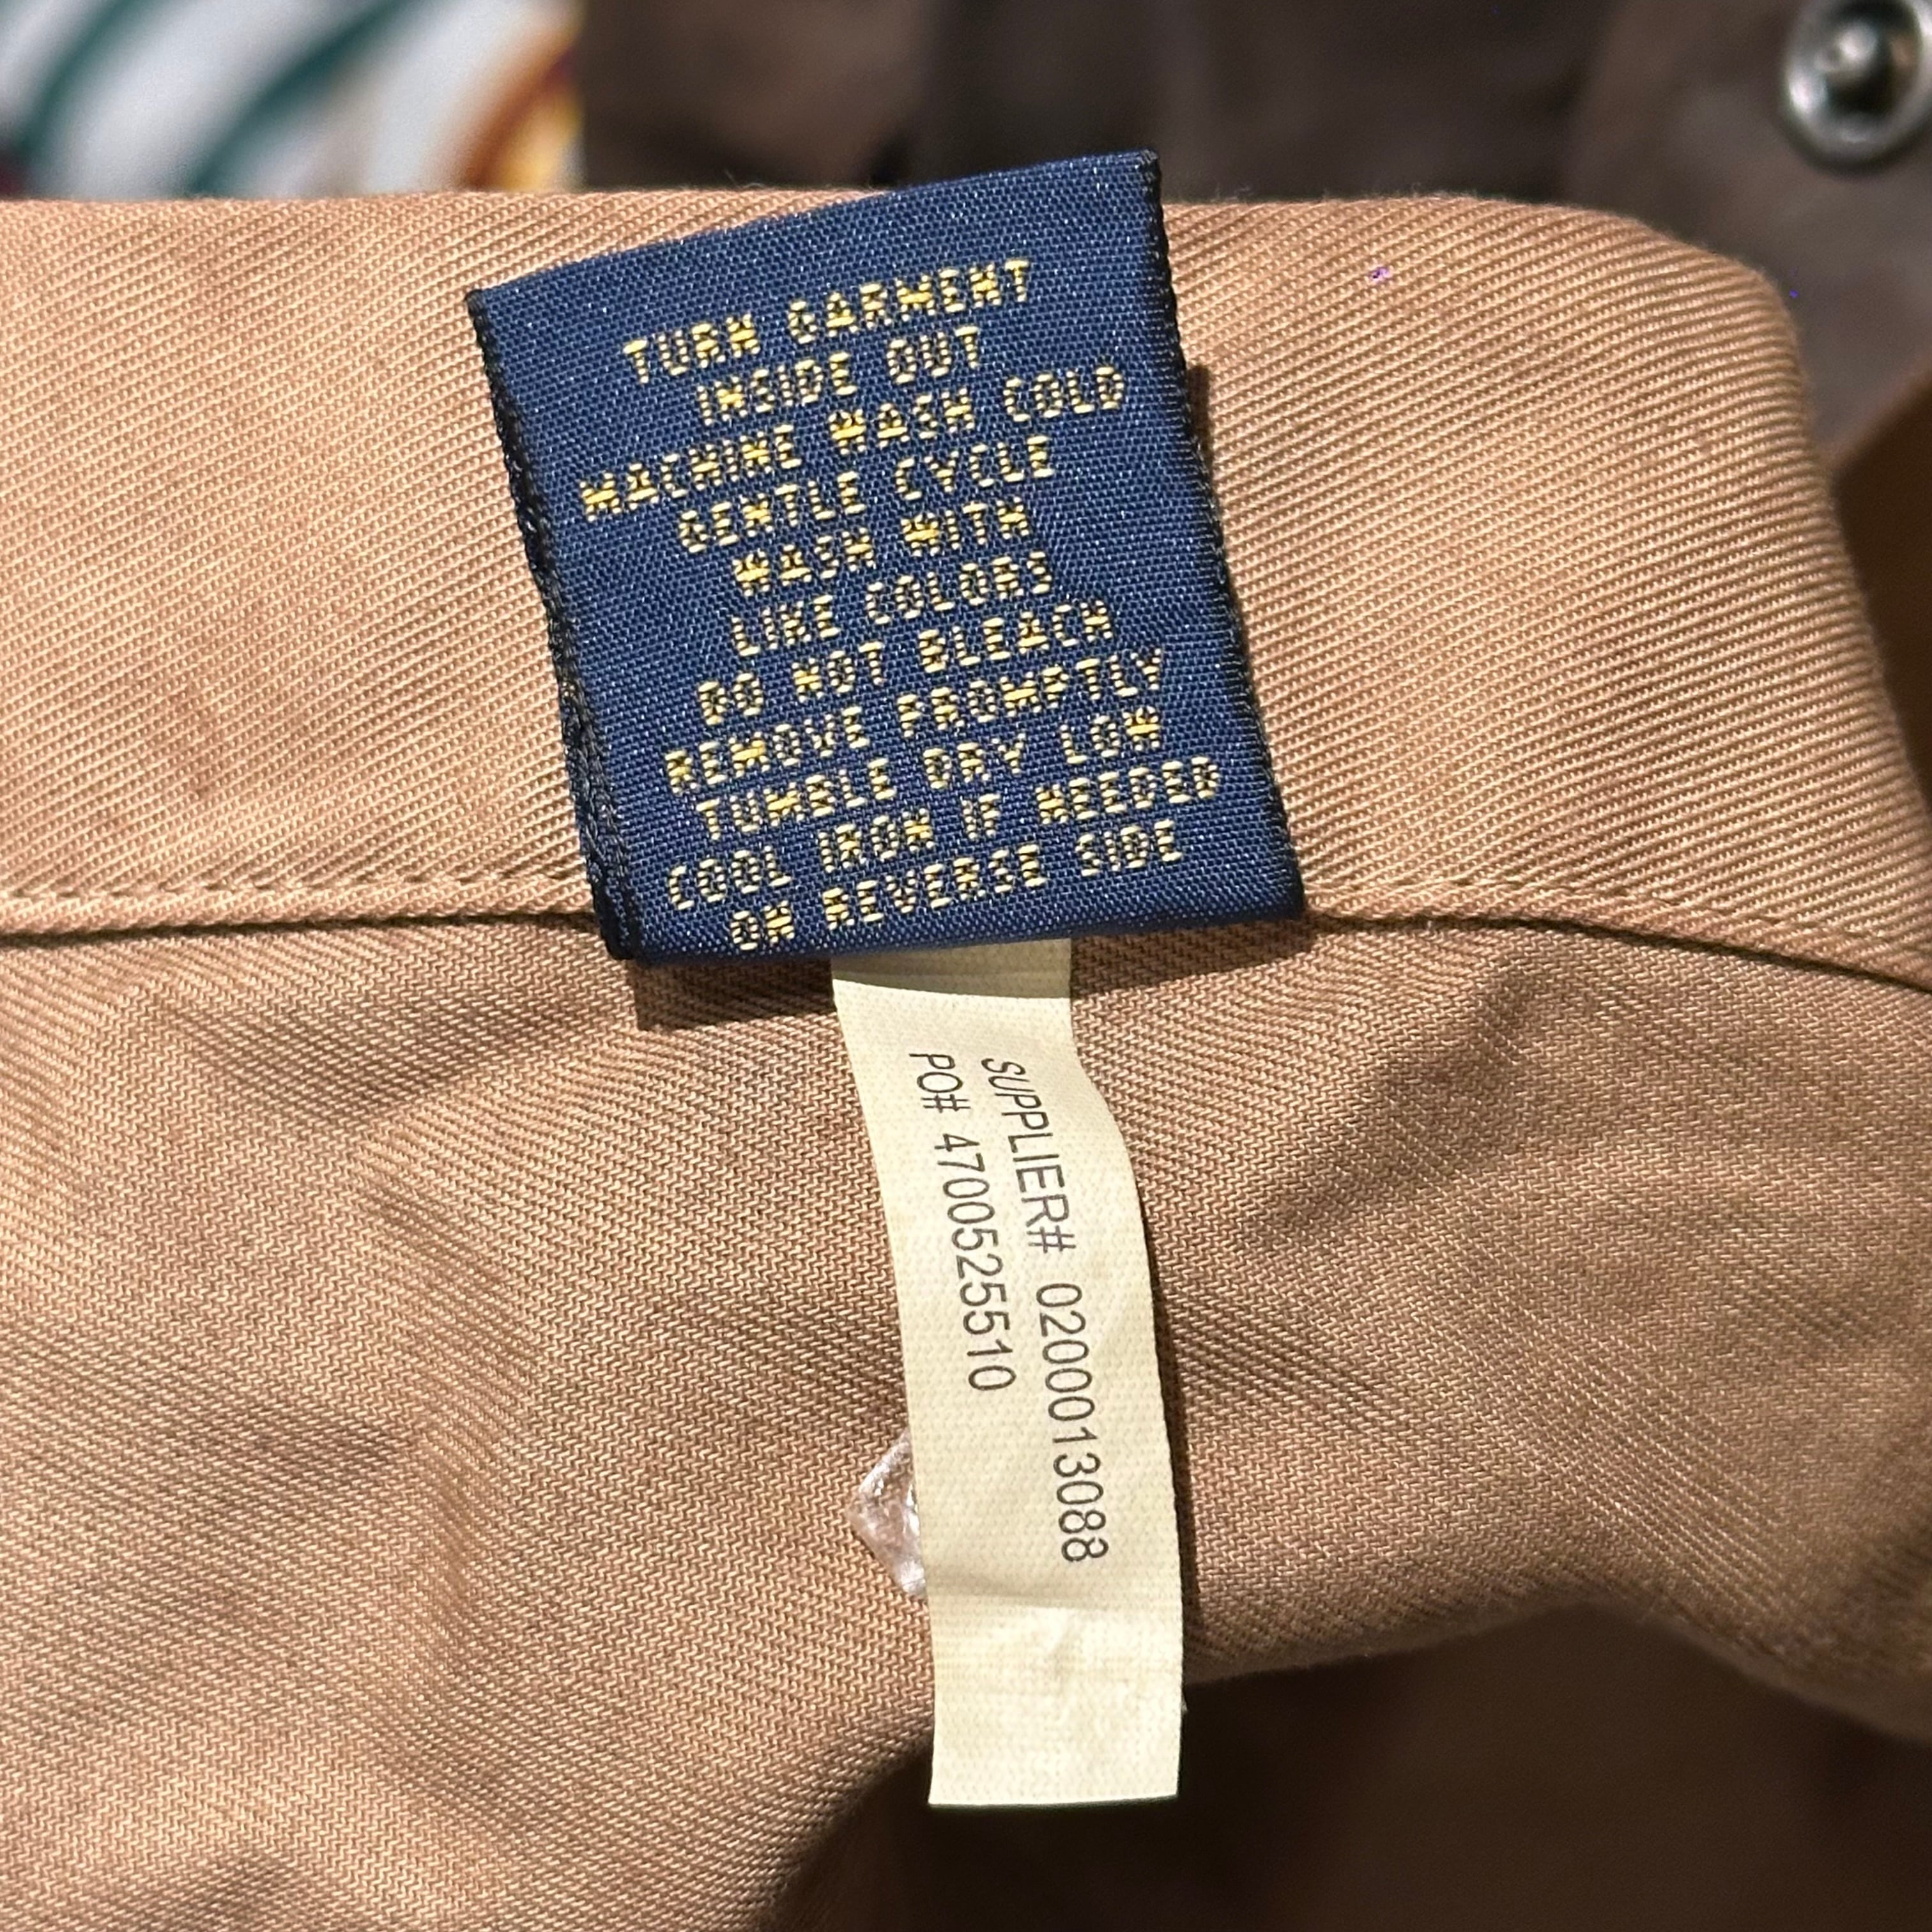 TURN GARMENT
INSIDE OUT
MACHINE WASH COLD
GENTLE CYCLE
WASH WITH
LIKE COLORS
DO NOT BLEACH
REMOVE PROMPTLY
TUMBLE DRY LOW
COOL IRON IF NEEDED
ON REVERSE SIDE
SUPPLIER# 0200013088
PO# 4700525510